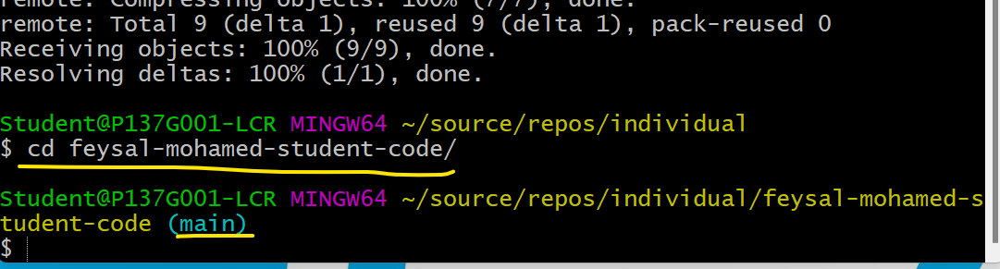 remote: Compressing objects: 100% (7/7), done.
remote: Total 9 (delta 1), reused 9 (delta 1), pack-reused 0
Receiving objects: 100% (9/9), done.
Resolving deltas: 100% (1/1), done.
Student@P137G001-LCR MINGW64 ~/source/repos/individual
$ cd feysal-mohamed-student-code/
Student@P137G001-LCR MINGW64 ~/source/repos/individual/feysal-mohamed-s
tudent-code (main)
$